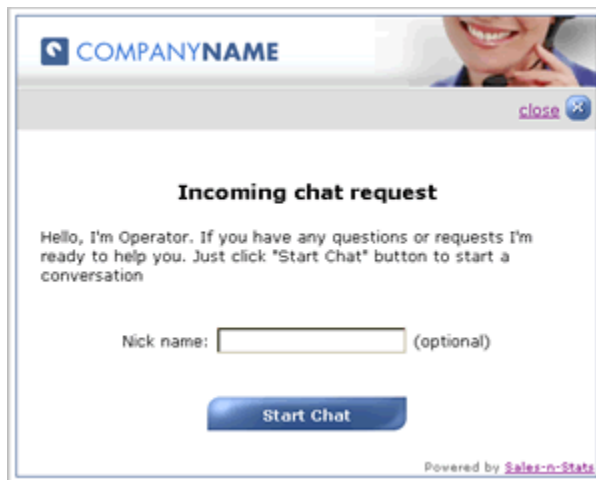 COMPANYNAME
close
Incoming chat request
Hello, I'm Operator. If you have any questions or requests I'm
ready to help you. Just click "Start Chat" button to start a
conversation
Nick name: (optional)
Start Chat
Powered by Sales-n-Stats